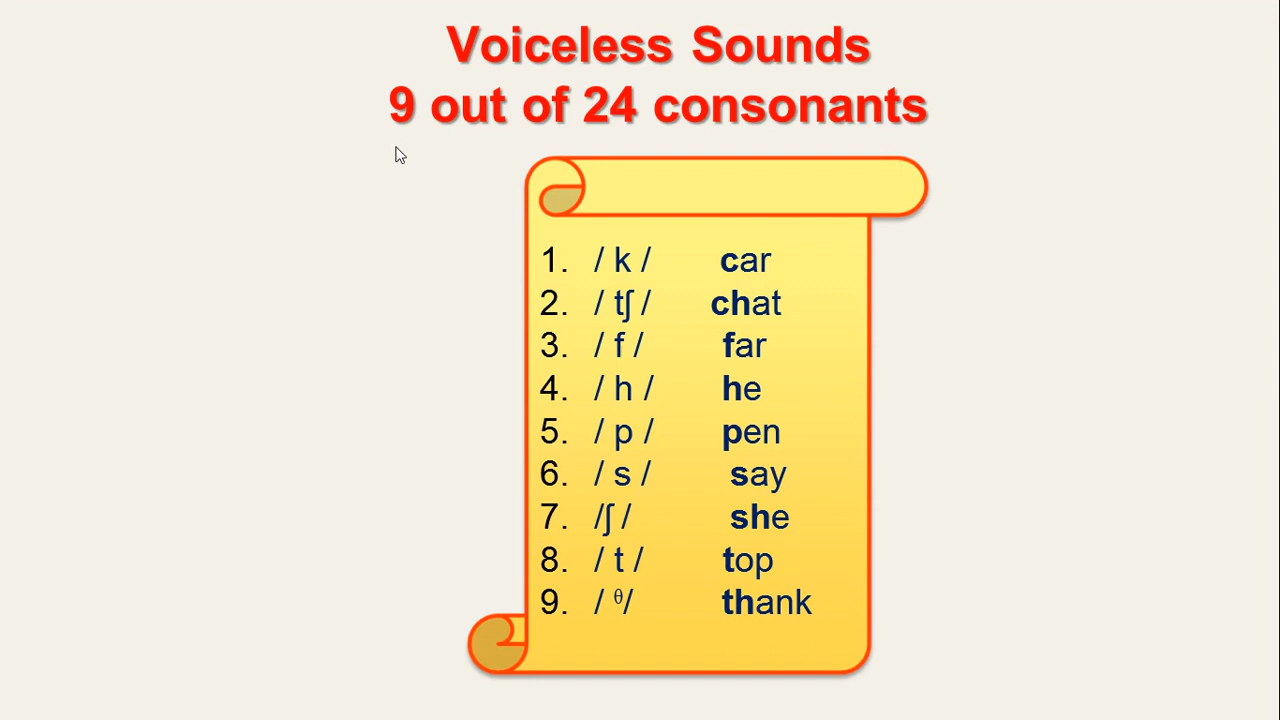 Voiceless Sounds
9 out of 24 consonants
1. / k / car
2. / tʃ / chat
3. / f / far
4. / h / he
5. / p / pen
6. / s / say
7. /ʃ / she
8. / t / top
9. / θ/ thank